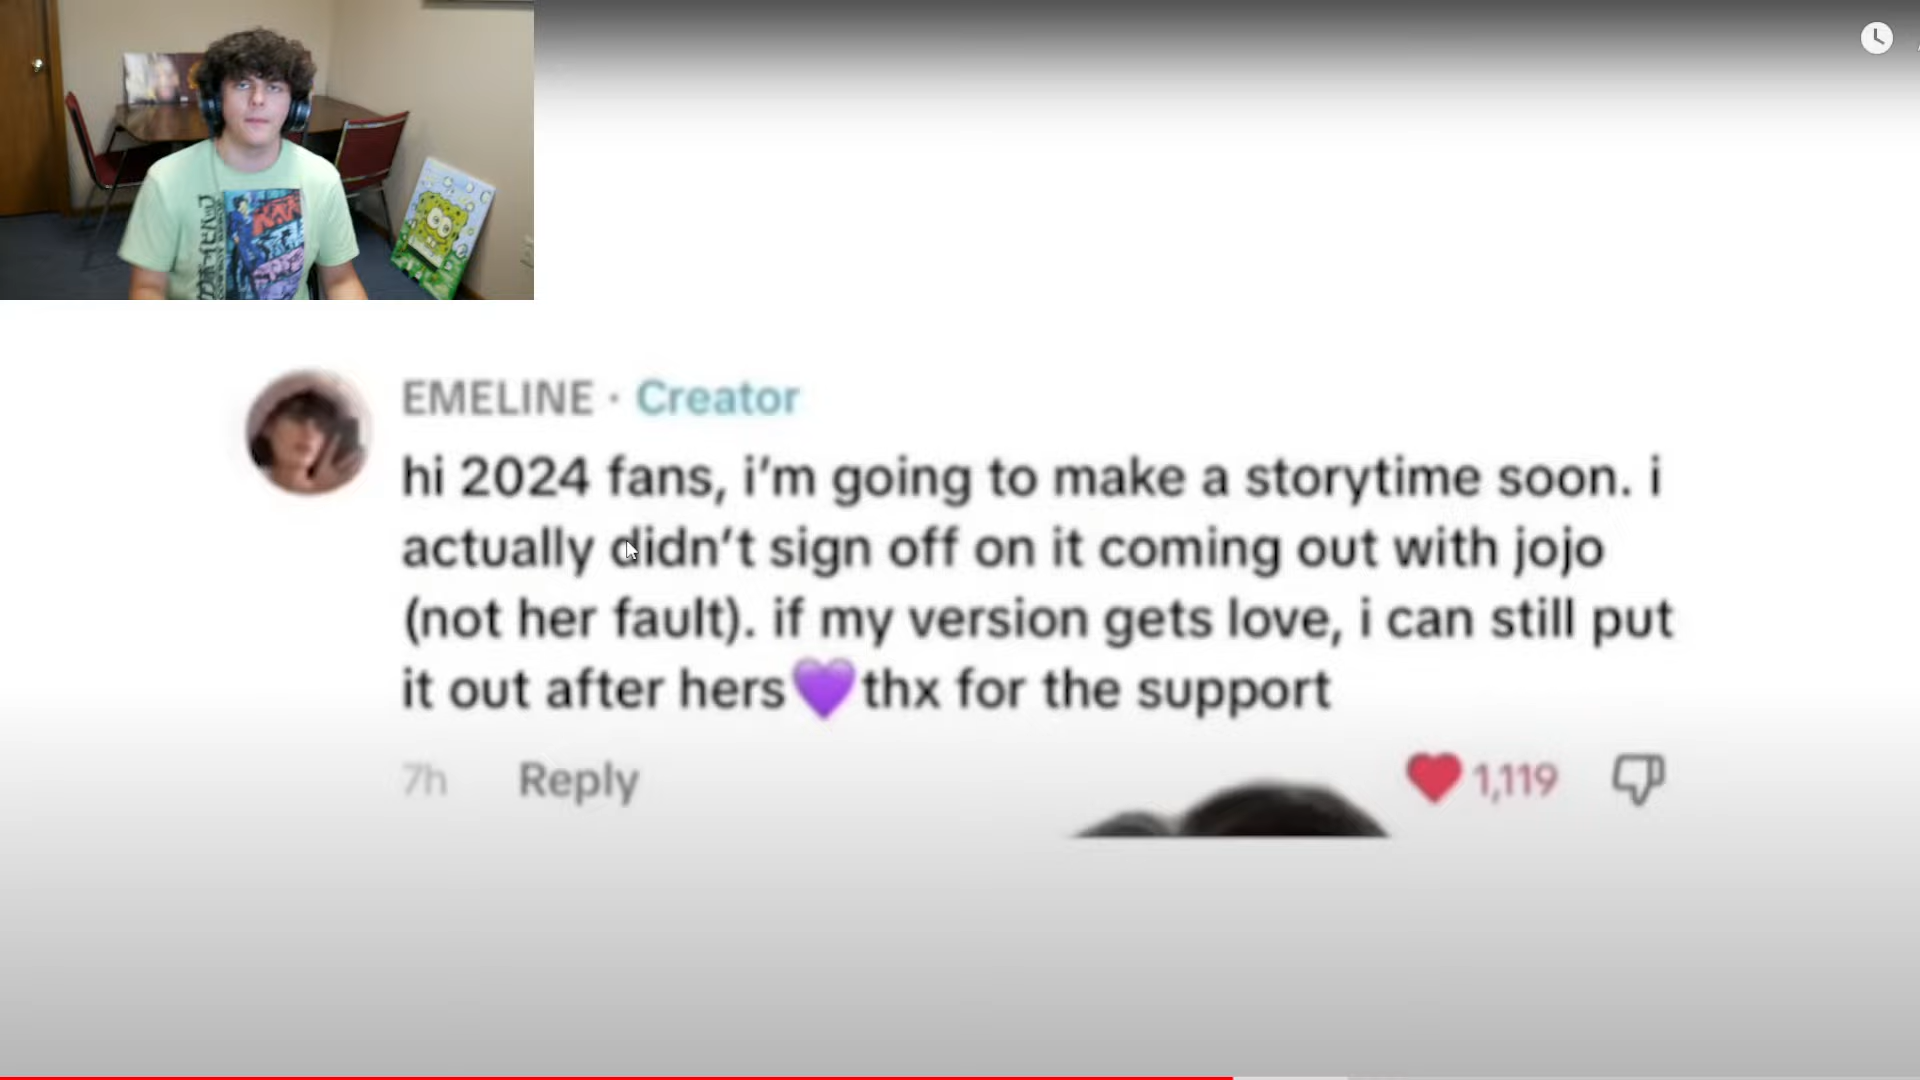 EMELINE · Creator
hi 2024 fans, i'm going to make a storytime soon. i
actually didn't sign off on it coming out with jojo
(not her fault). if my version gets love, i can still put
it out after hers💜thx for the support
7h Reply 1,119